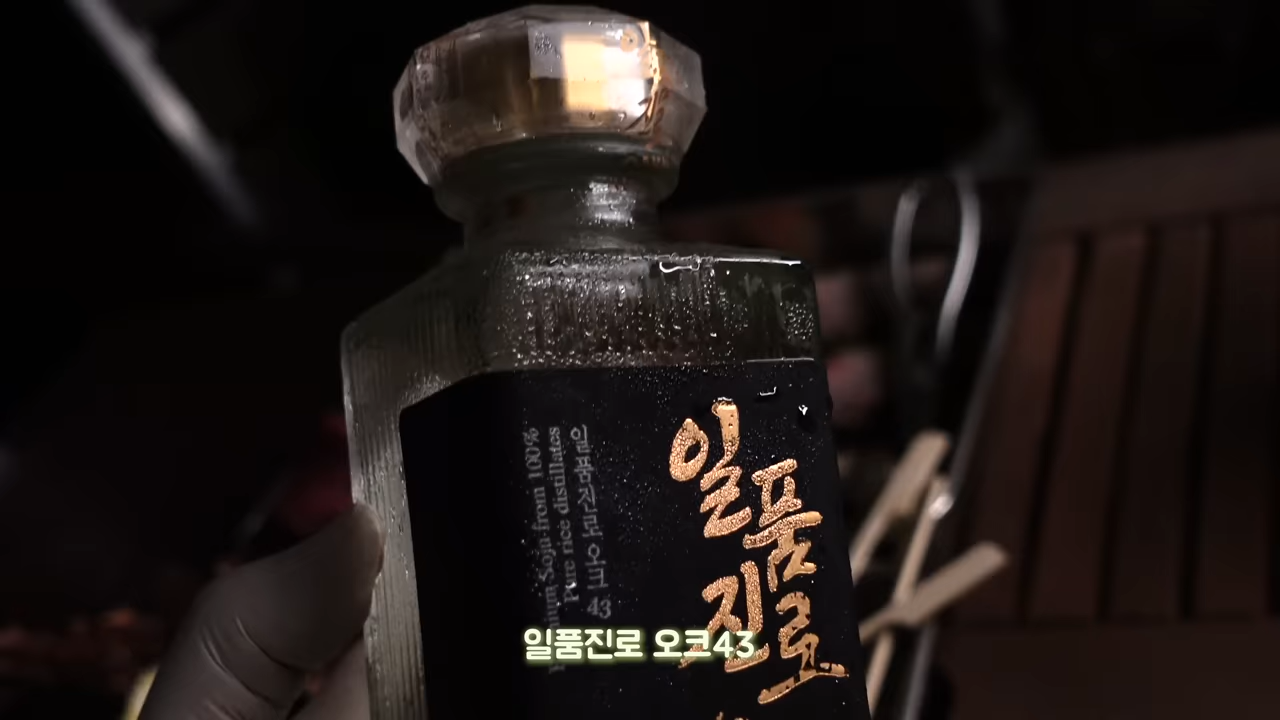 일품
진로
일품진로 오크 43
Premium Soju from 100%
Pure rice distillates
일품진로 오크43